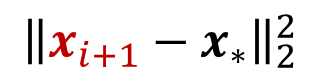 ‖x_{i+1} − x_*‖_2^2